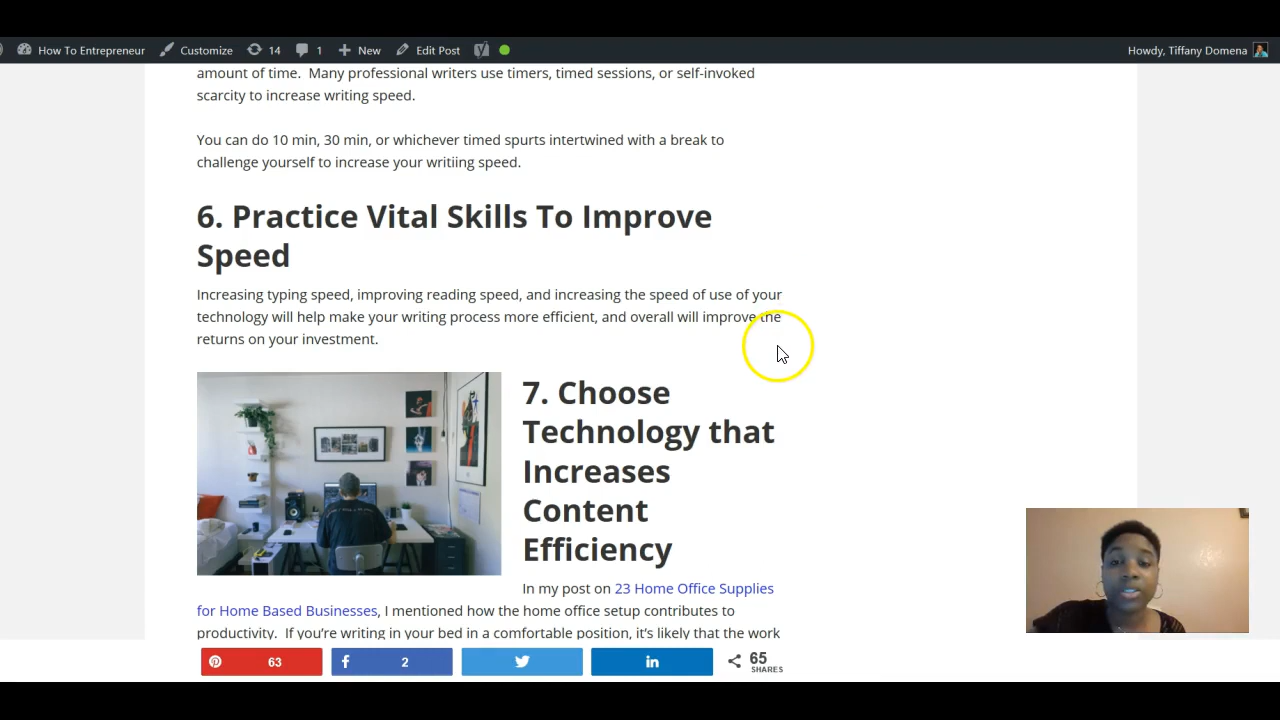 How To Entrepreneur Customize 14 1 New Edit Post Howdy, Tiffany Domena
amount of time. Many professional writers use timers, timed sessions, or self-invoked
scarcity to increase writing speed.
You can do 10 min, 30 min, or whichever timed spurts intertwined with a break to
challenge yourself to increase your writiing speed.
6. Practice Vital Skills To Improve
Speed
Increasing typing speed, improving reading speed, and increasing the speed of use of your
technology will help make your writing process more efficient, and overall will improve the
returns on your investment.
7. Choose
Technology that
Increases
Content
Efficiency
In my post on 23 Home Office Supplies
for Home Based Businesses, I mentioned how the home office setup contributes to
productivity. If you're writing in your bed in a comfortable position, it's likely that the work
63 2 65
SHARES